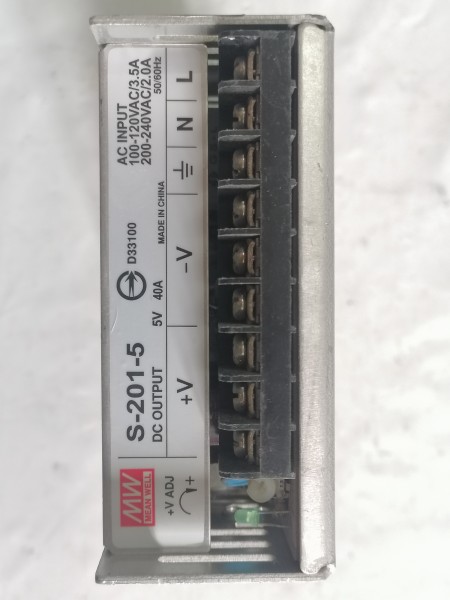 MW
MEAN WELL
S-201-5
D33100
DC OUTPUT 5V 40A
MADE IN CHINA
AC INPUT
100-120VAC/3.5A
200-240VAC/2.0A
50/60Hz
+V ADJ
+
+V -V N L